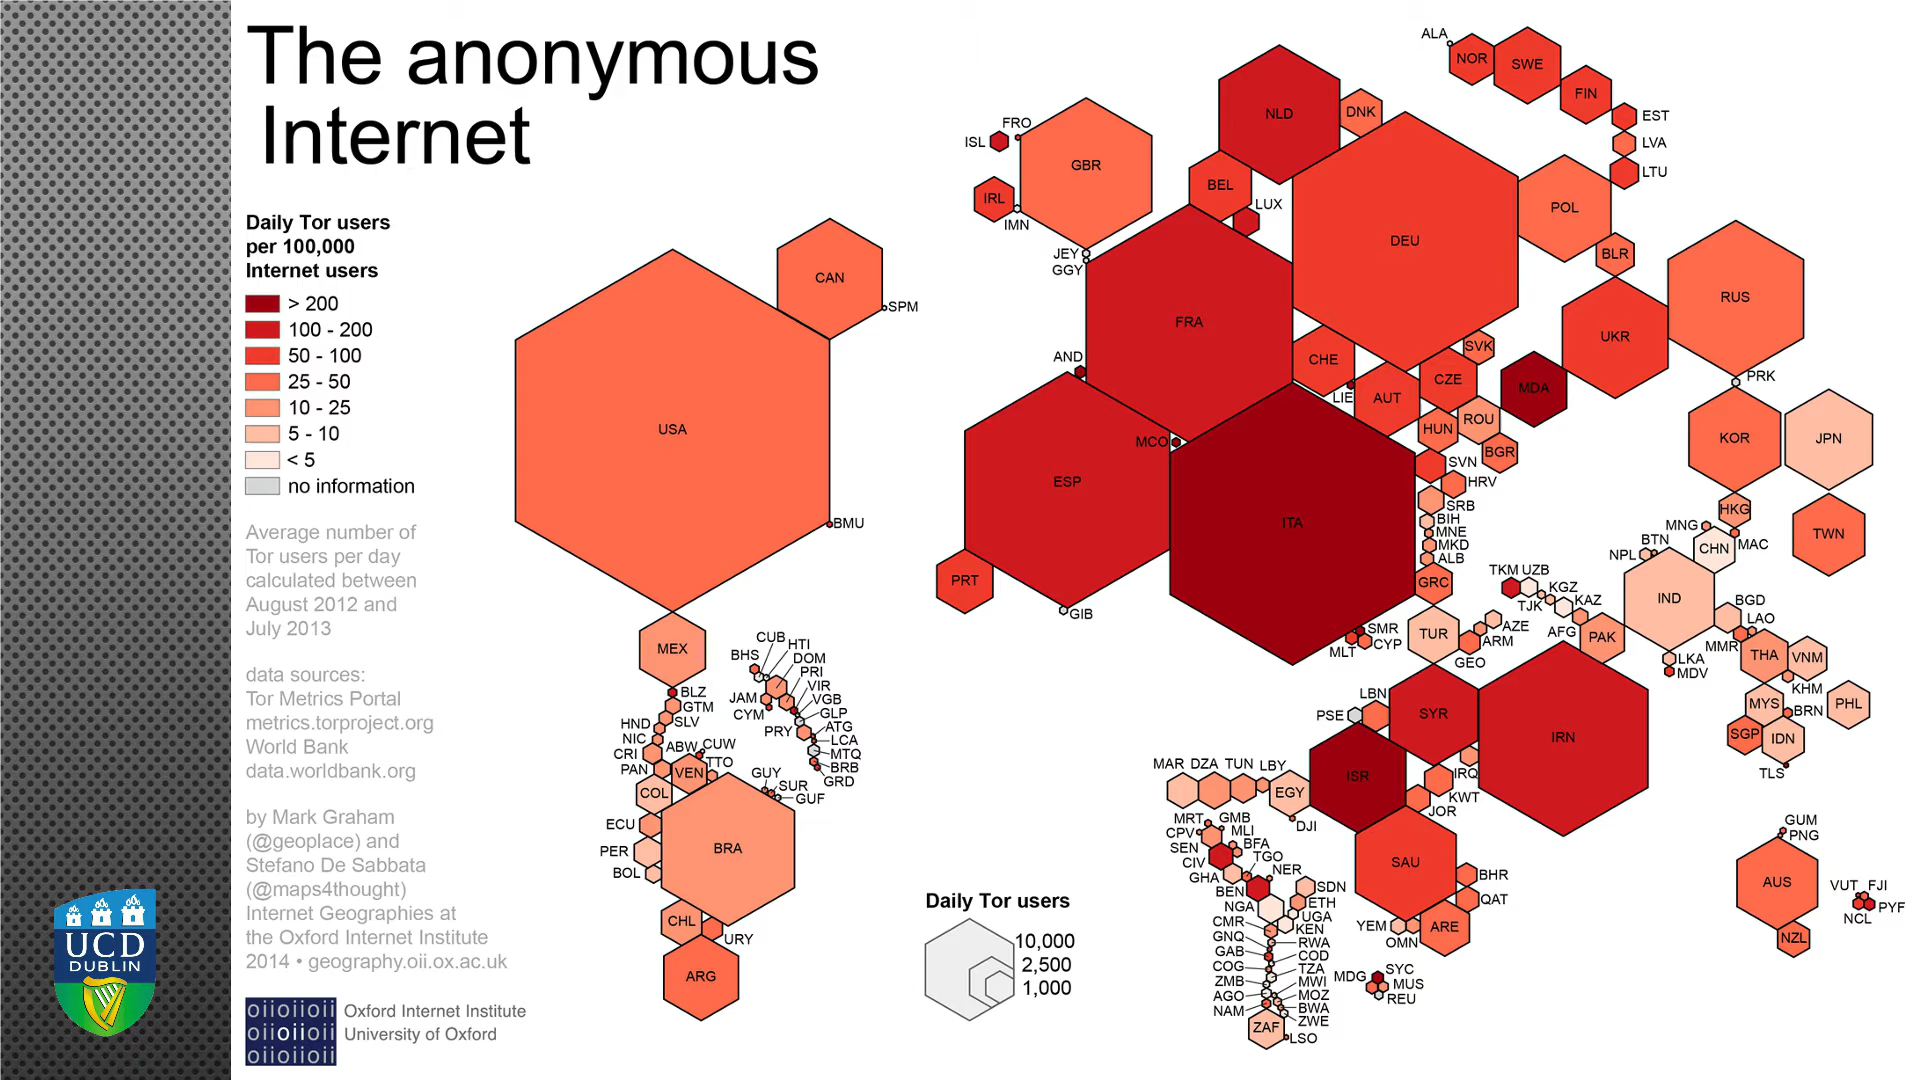 The anonymous
Internet
Daily Tor users
per 100,000
Internet users
> 200
100 - 200
50 - 100
25 - 50
10 - 25
5 - 10
< 5
no information
Average number of
Tor users per day
calculated between
August 2012 and
July 2013
data sources:
Tor Metrics Portal
metrics.torproject.org
World Bank
data.worldbank.org
by Mark Graham
(@geoplace) and
Stefano De Sabbata
(@maps4thought)
Internet Geographies at
the Oxford Internet Institute
2014 • geography.oii.ox.ac.uk
oiioiioii
oiioiioii
oiioiioii
Oxford Internet Institute
University of Oxford
UCD
DUBLIN
CAN
SPM
USA
BMU
MEX
BLZ
GTM
SLV
HND
NIC
CRI
PAN
ABW
CUW
TTO
VEN
COL
GUY
SUR
GUF
ECU
PER
BOL
BRA
CHL
URY
ARG
CUB
HTI
BHS
DOM
PRI
VIR
JAM
VGB
CYM
GLP
PRY
ATG
LCA
MTQ
BRB
GRD
ALA
NOR
SWE
FIN
EST
LVA
LTU
FRO
ISL
GBR
IRL
IMN
JEY
GGY
NLD
DNK
BEL
LUX
DEU
POL
BLR
RUS
UKR
FRA
AND
CHE
LIE
AUT
CZE
SVK
MDA
HUN
ROU
BGR
MCO
ESP
ITA
PRT
GIB
SVN
HRV
SRB
BIH
MNE
MKD
ALB
GRC
SMR
CYP
MLT
TUR
AZE
ARM
GEO
PRK
KOR
JPN
HKG
MNG
MAC
TWN
BTN
NPL
CHN
TKM
UZB
KGZ
TJK
KAZ
AFG
PAK
IND
BGD
LAO
MMR
LKA
MDV
THA
VNM
KHM
MYS
BRN
PHL
SGP
IDN
TLS
LBN
PSE
SYR
IRN
ISR
IRQ
KWT
JOR
MAR
DZA
TUN
LBY
EGY
DJI
SAU
BHR
QAT
YEM
OMN
ARE
MRT
GMB
CPV
MLI
SEN
BFA
CIV
TGO
GHA
NER
BEN
SDN
NGA
ETH
CMR
UGA
KEN
GNQ
RWA
GAB
COD
COG
TZA
ZMB
MWI
AGO
MOZ
NAM
BWA
ZWE
ZAF
LSO
MDG
SYC
MUS
REU
GUM
PNG
AUS
NZL
VUT
FJI
PYF
NCL
Daily Tor users
10,000
2,500
1,000